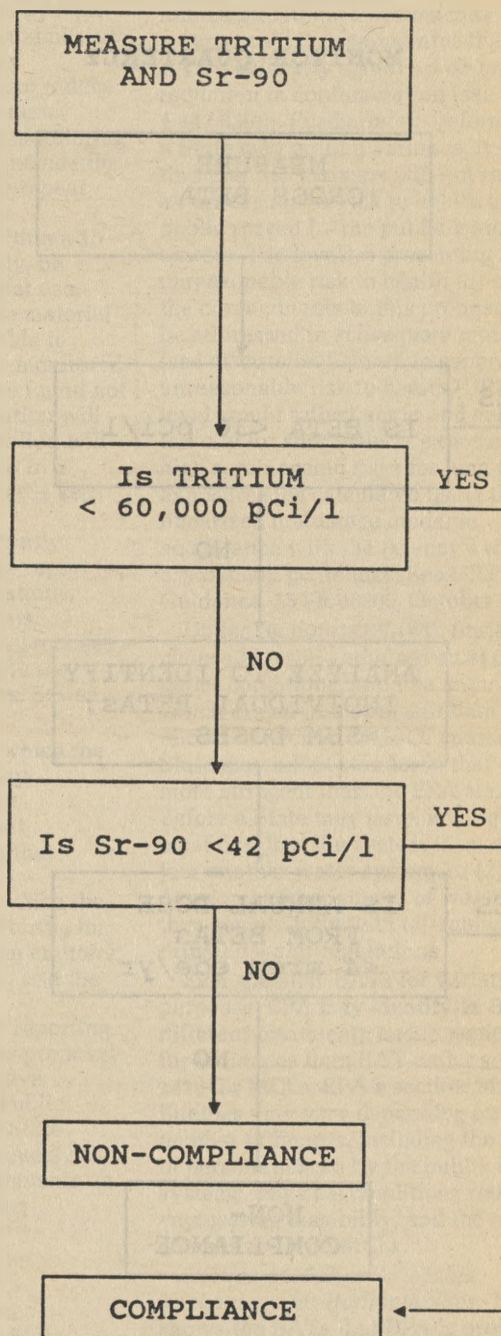 MEASURE TRITIUM
AND Sr-90
Is TRITIUM
< 60,000 pCi/l
YES
NO
Is Sr-90 <42 pCi/l
YES
NO
NON-COMPLIANCE
COMPLIANCE